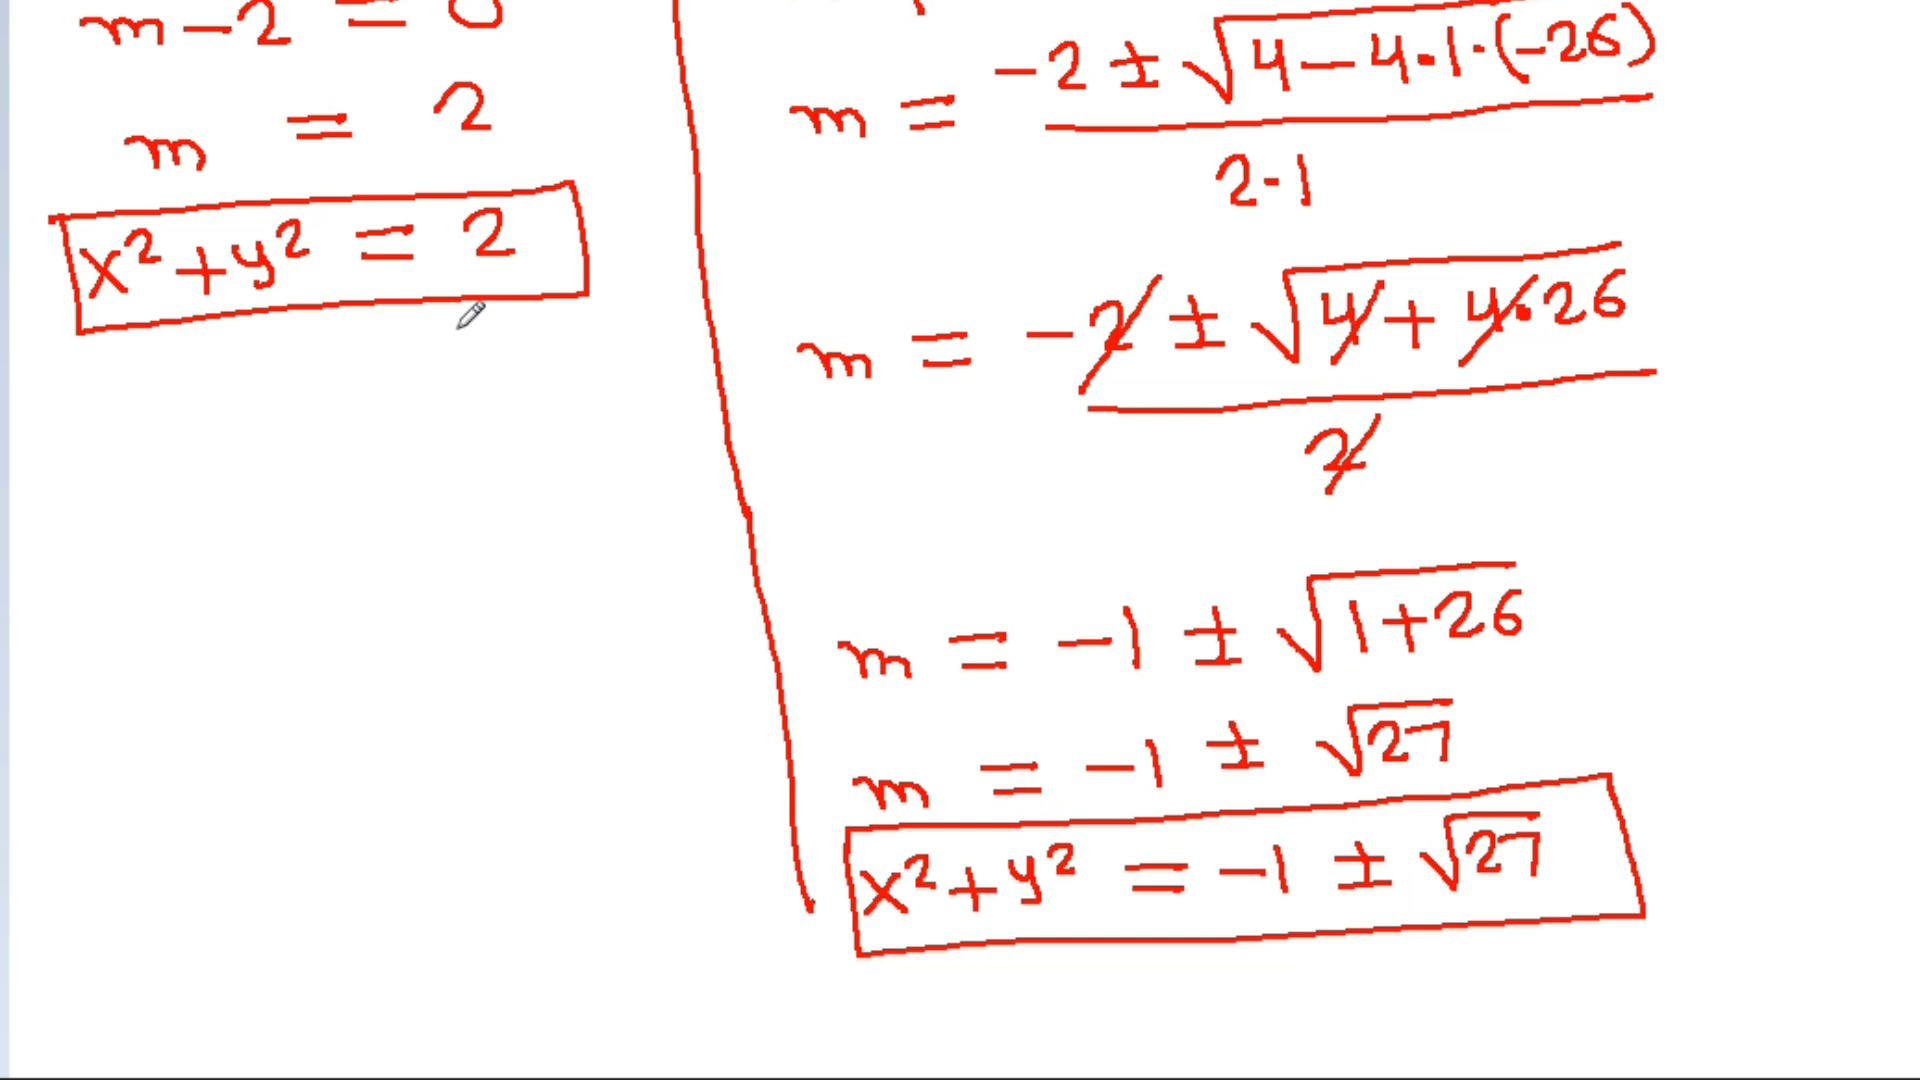 m-2 = 0
m = 2
x²+y² = 2
m = (-2 ± √(4-4·1·(-26)))/(2·1)
m = (-2 ± √(4+4·26))/2
m = -1 ± √(1+26)
m = -1 ± √27
x²+y² = -1 ± √27